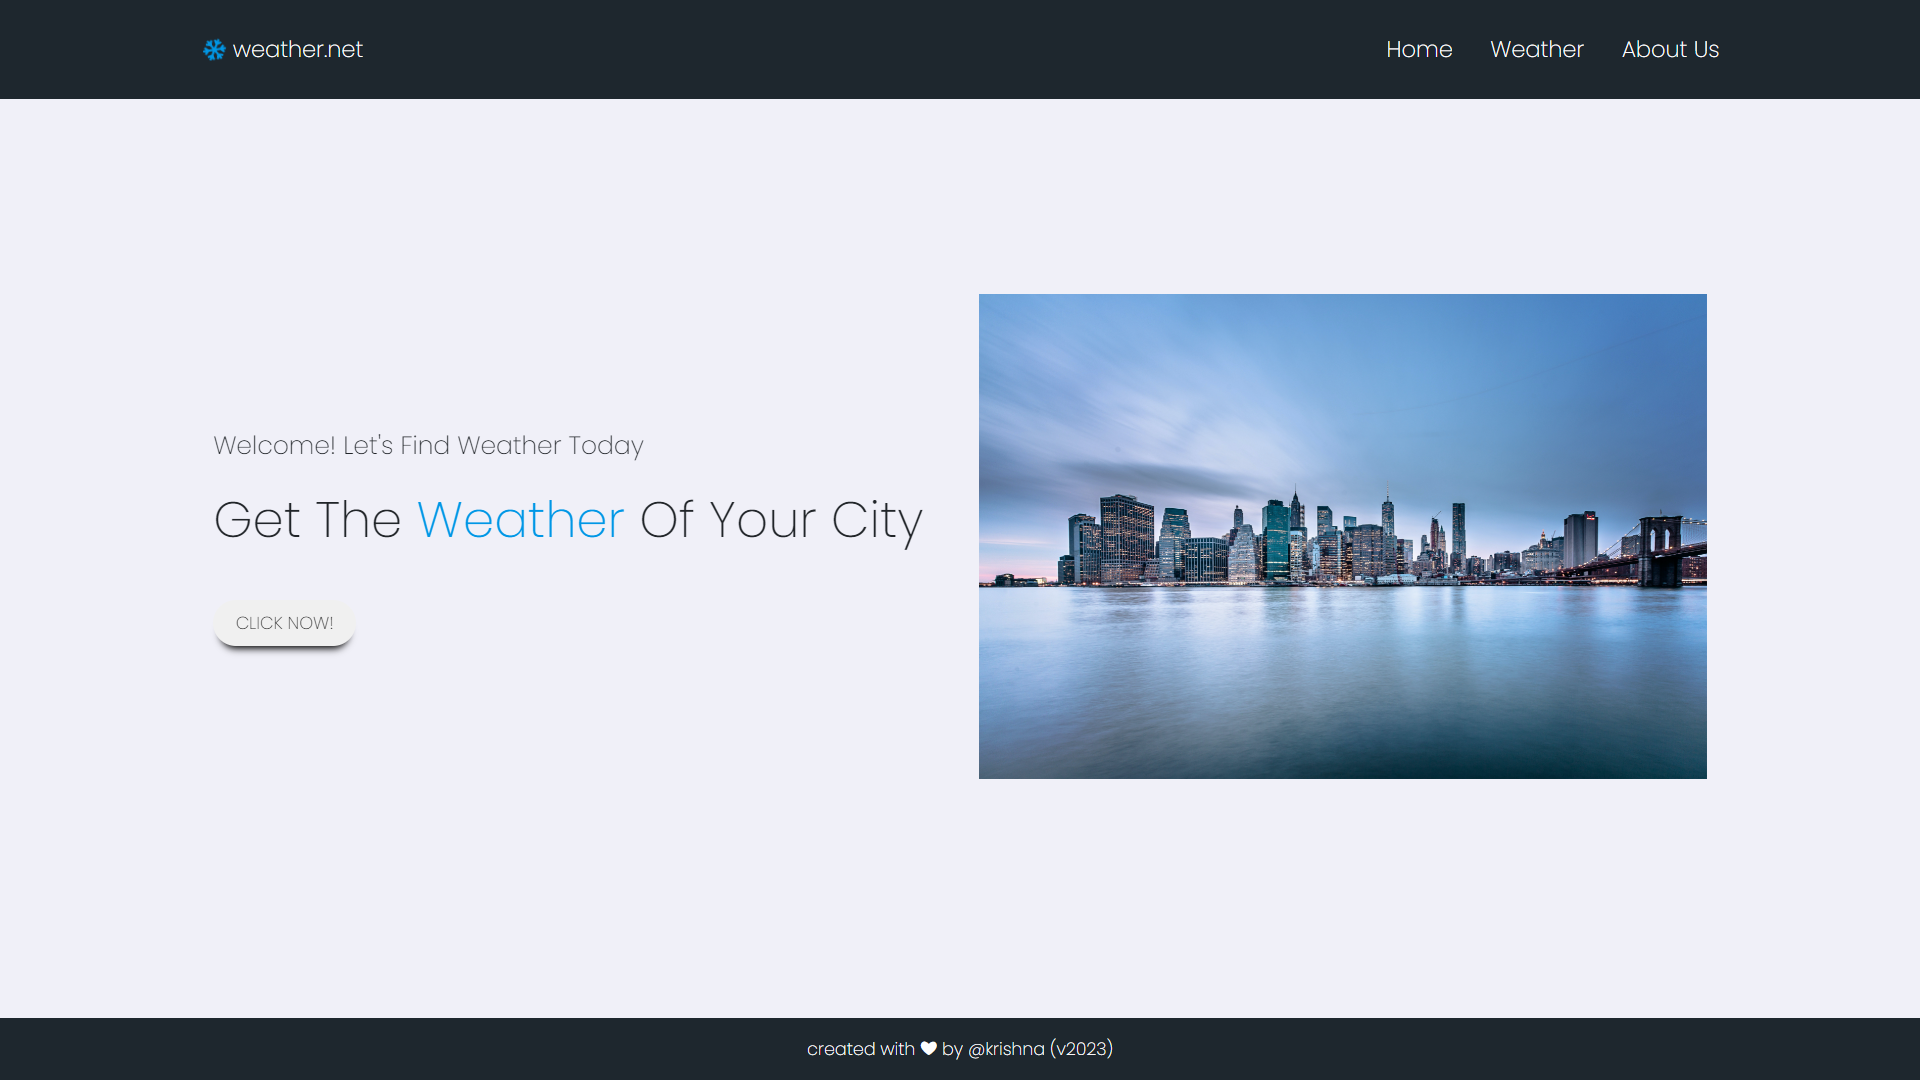 weather.net
Home Weather About Us
Welcome! Let's Find Weather Today
Get The Weather Of Your City
CLICK NOW!
created with by @krishna (v2023)